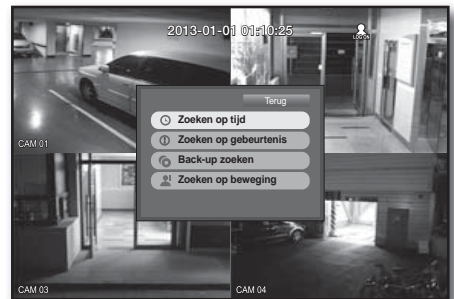 2013-01-01 01:10:25
LOG ON
Terug
Zoeken op tijd
Zoeken op gebeurtenis
Back-up zoeken
Zoeken op beweging
CAM 01
CAM 03
CAM 04